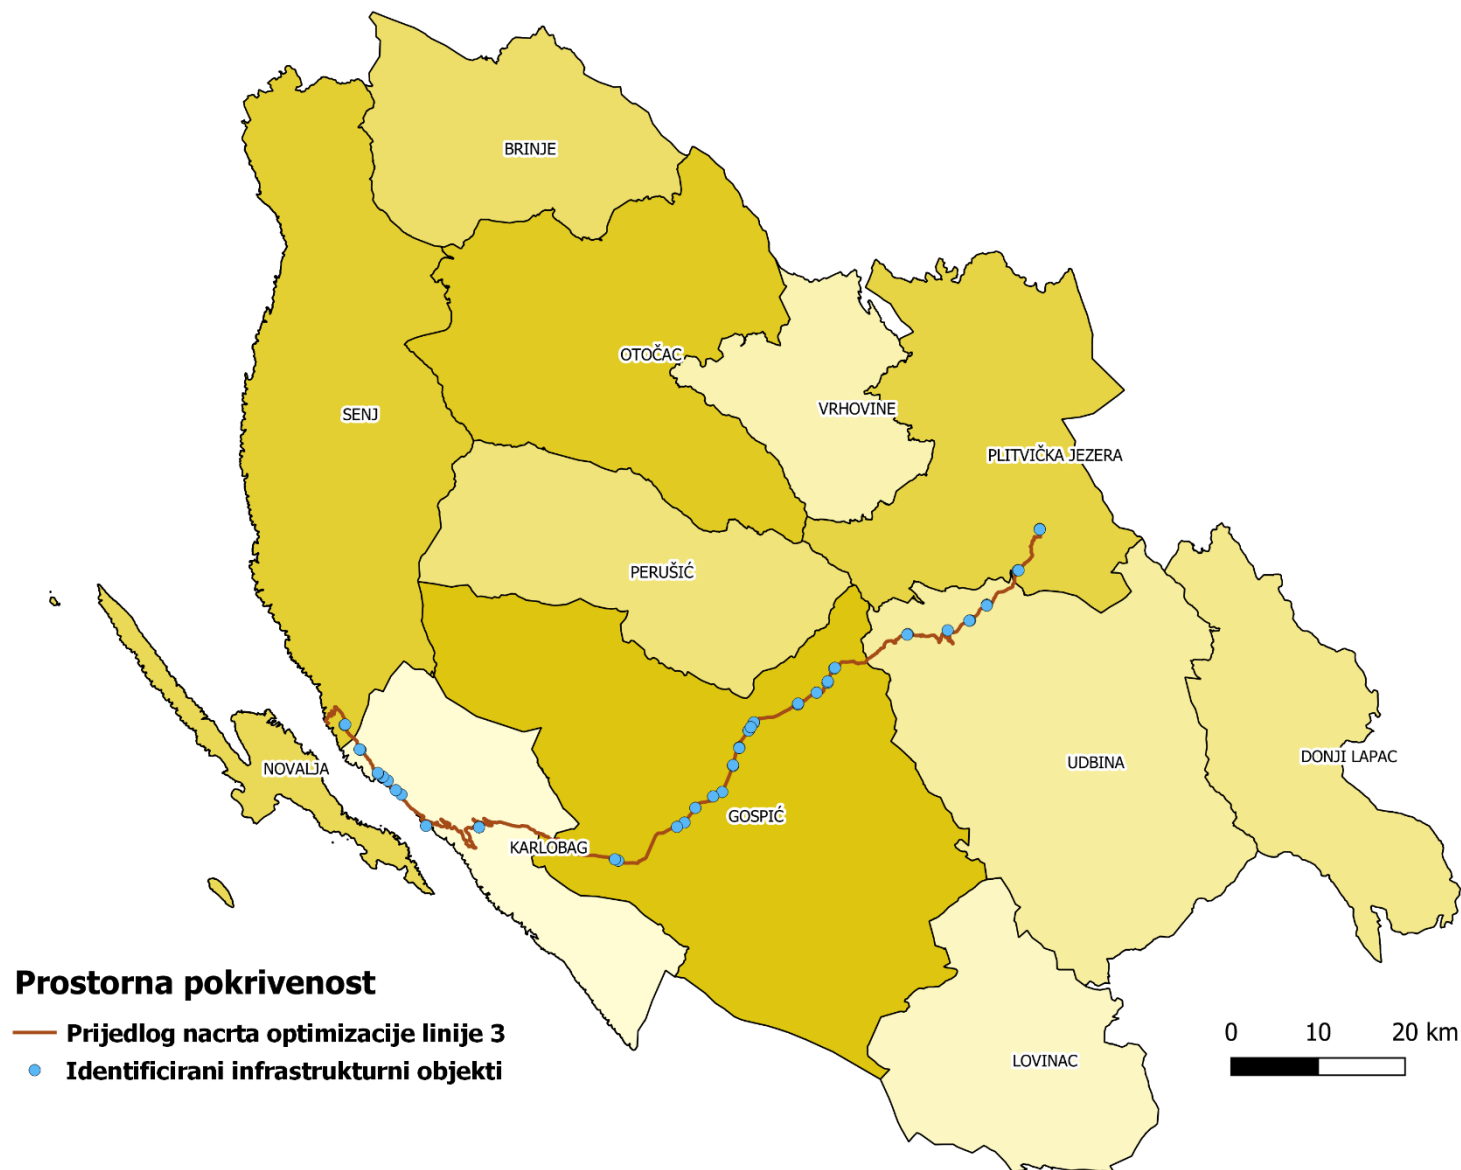 BRINJE
OTOČAC
SENJ
VRHOVINE
PLITVIČKA JEZERA
PERUŠIĆ
NOVALJA
UDBINA
DONJI LAPAC
GOSPIĆ
KARLOBAG
Prostorna pokrivenost
Prijedlog nacrta optimizacije linije 3
Identificirani infrastrukturni objekti
0 10 20 km
LOVINAC